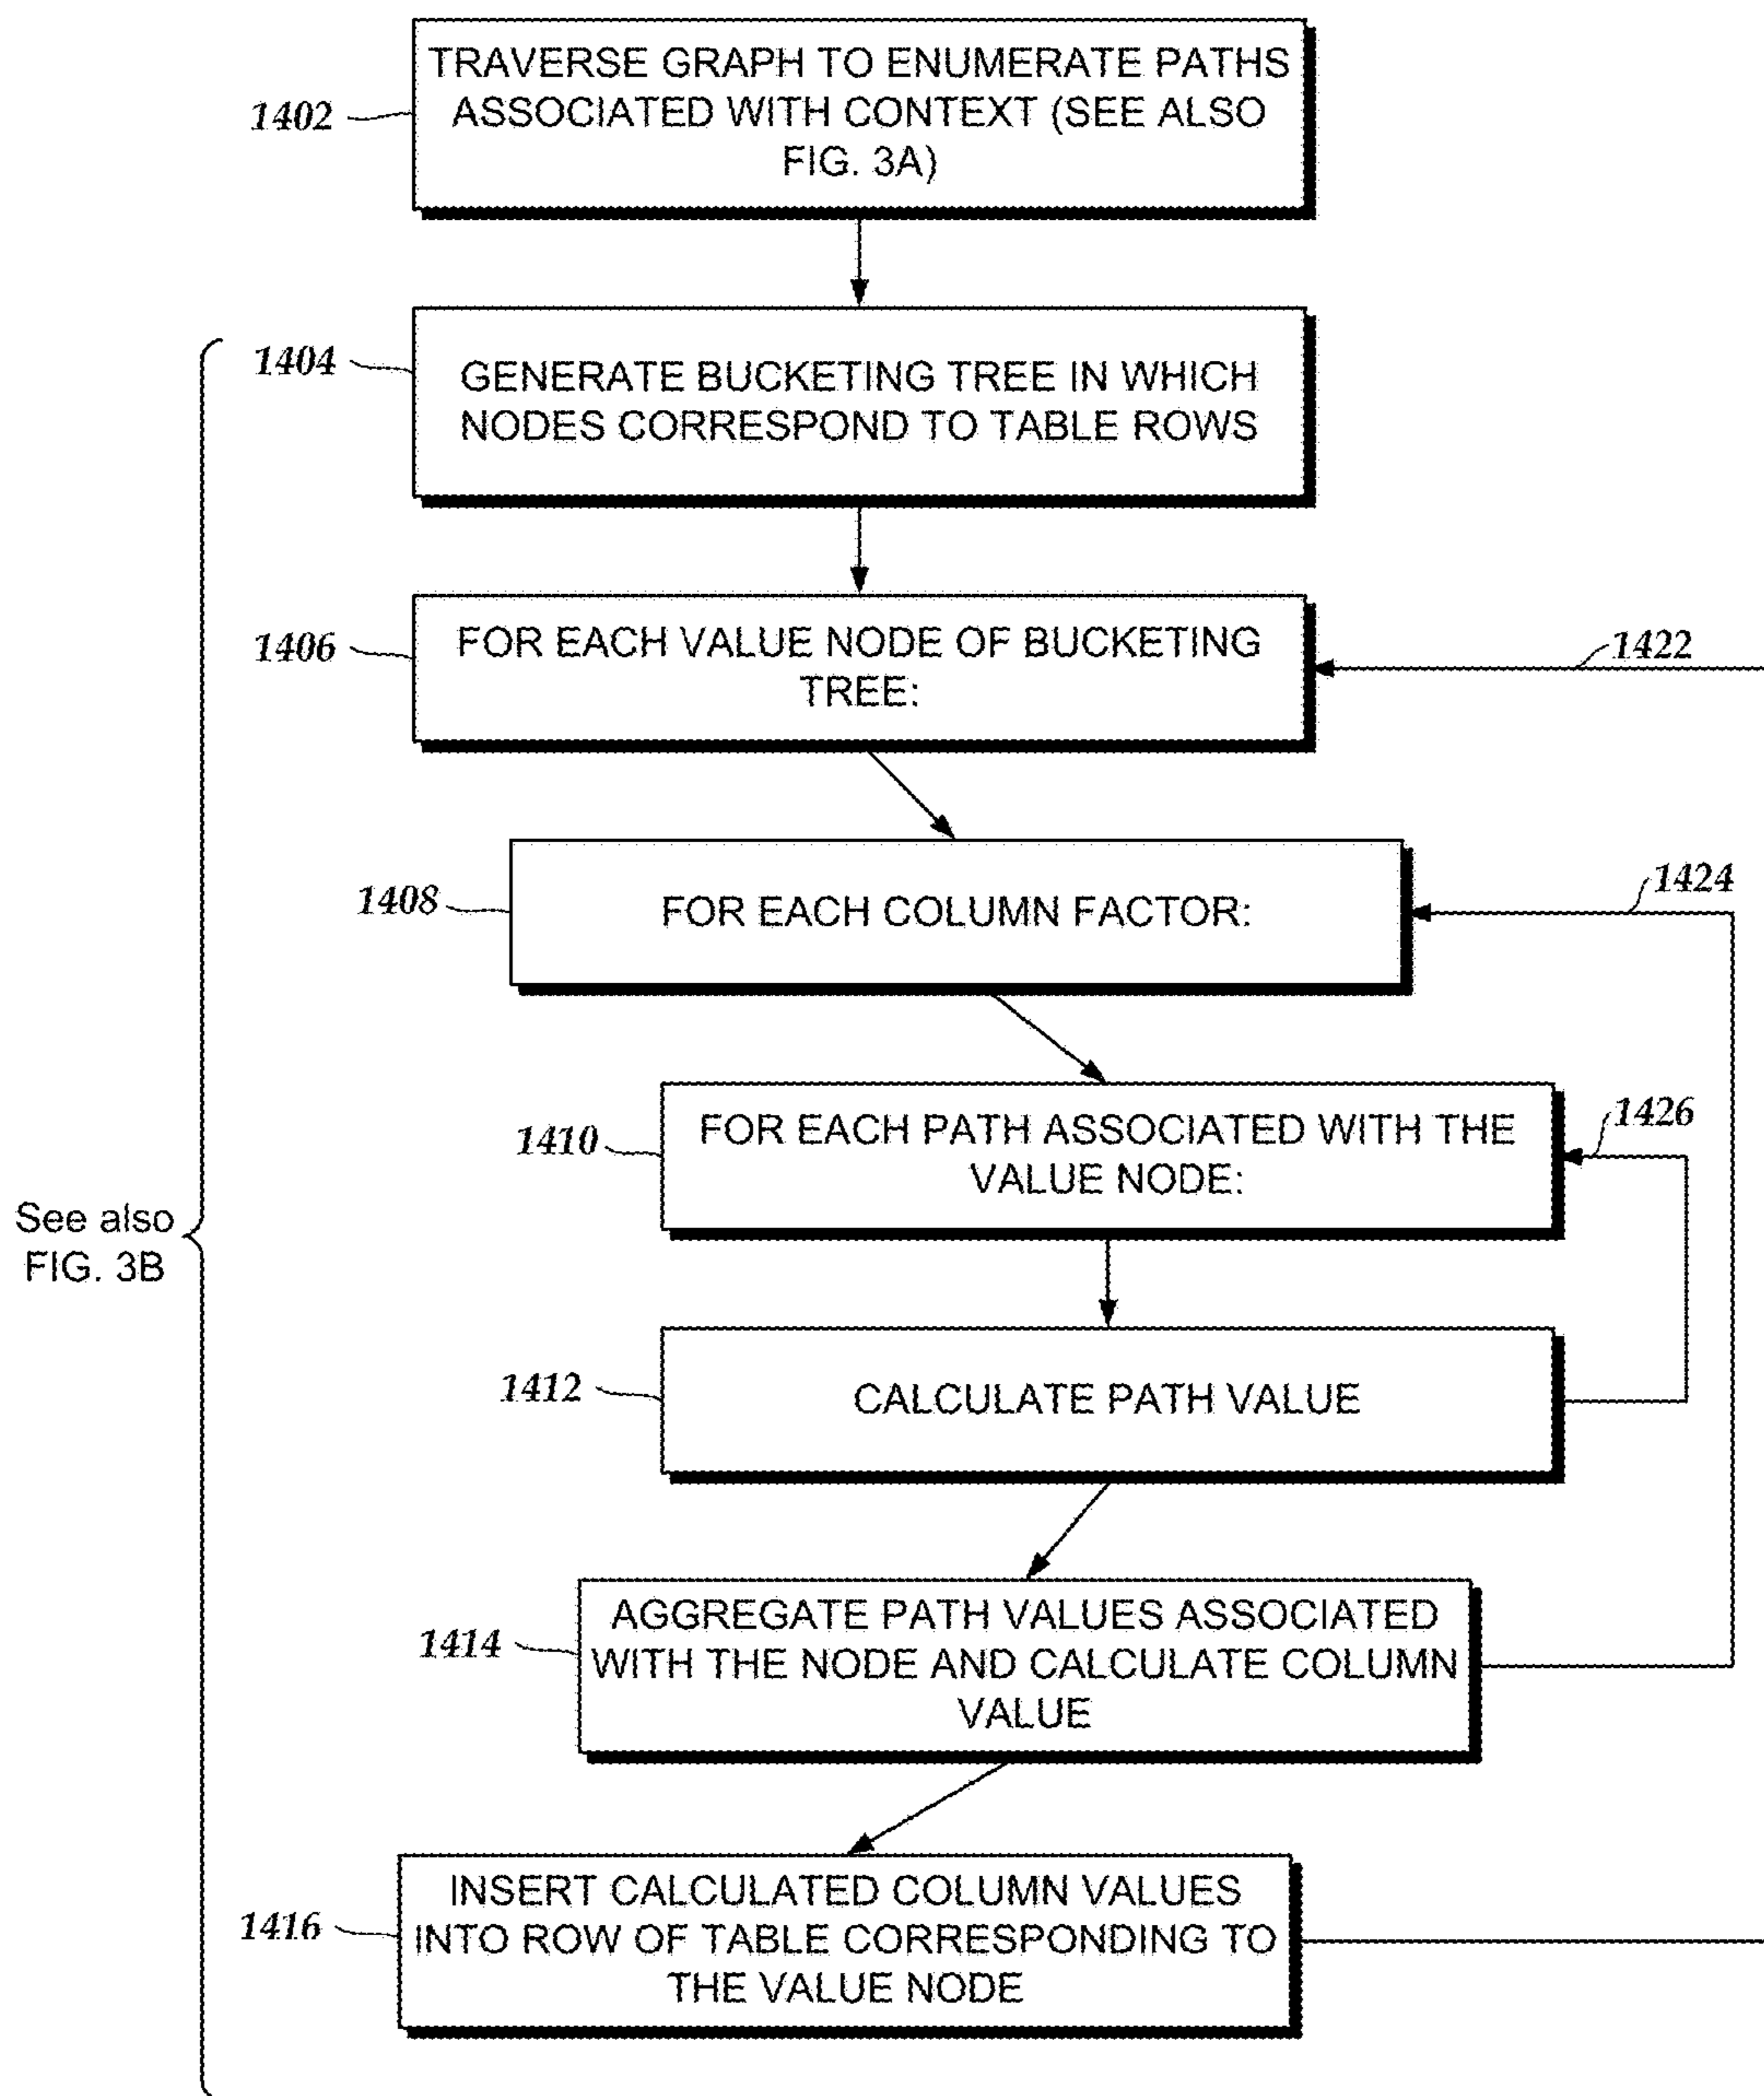 1402
TRAVERSE GRAPH TO ENUMERATE PATHS
ASSOCIATED WITH CONTEXT (SEE ALSO
FIG. 3A)
1404
GENERATE BUCKETING TREE IN WHICH
NODES CORRESPOND TO TABLE ROWS
1406
FOR EACH VALUE NODE OF BUCKETING
TREE:
1422
1408
FOR EACH COLUMN FACTOR:
1424
1410
FOR EACH PATH ASSOCIATED WITH THE
VALUE NODE:
1426
See also
FIG. 3B
1412
CALCULATE PATH VALUE
1414
AGGREGATE PATH VALUES ASSOCIATED
WITH THE NODE AND CALCULATE COLUMN
VALUE
1416
INSERT CALCULATED COLUMN VALUES
INTO ROW OF TABLE CORRESPONDING TO
THE VALUE NODE